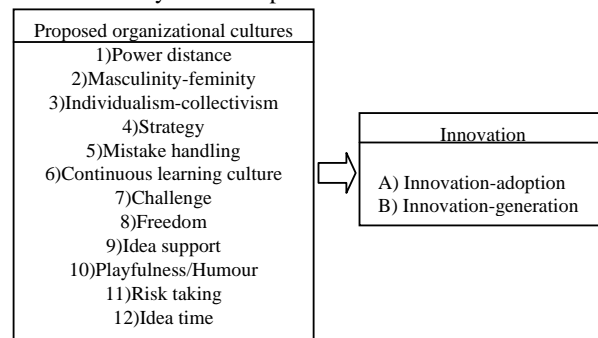 Proposed organizational cultures
1)Power distance
2)Masculinity-feminity
3)Individualism-collectivism
4)Strategy
5)Mistake handling
6)Continuous learning culture
7)Challenge
8)Freedom
9)Idea support
10)Playfulness/Humour
11)Risk taking
12)Idea time
Innovation
A) Innovation-adoption
B) Innovation-generation